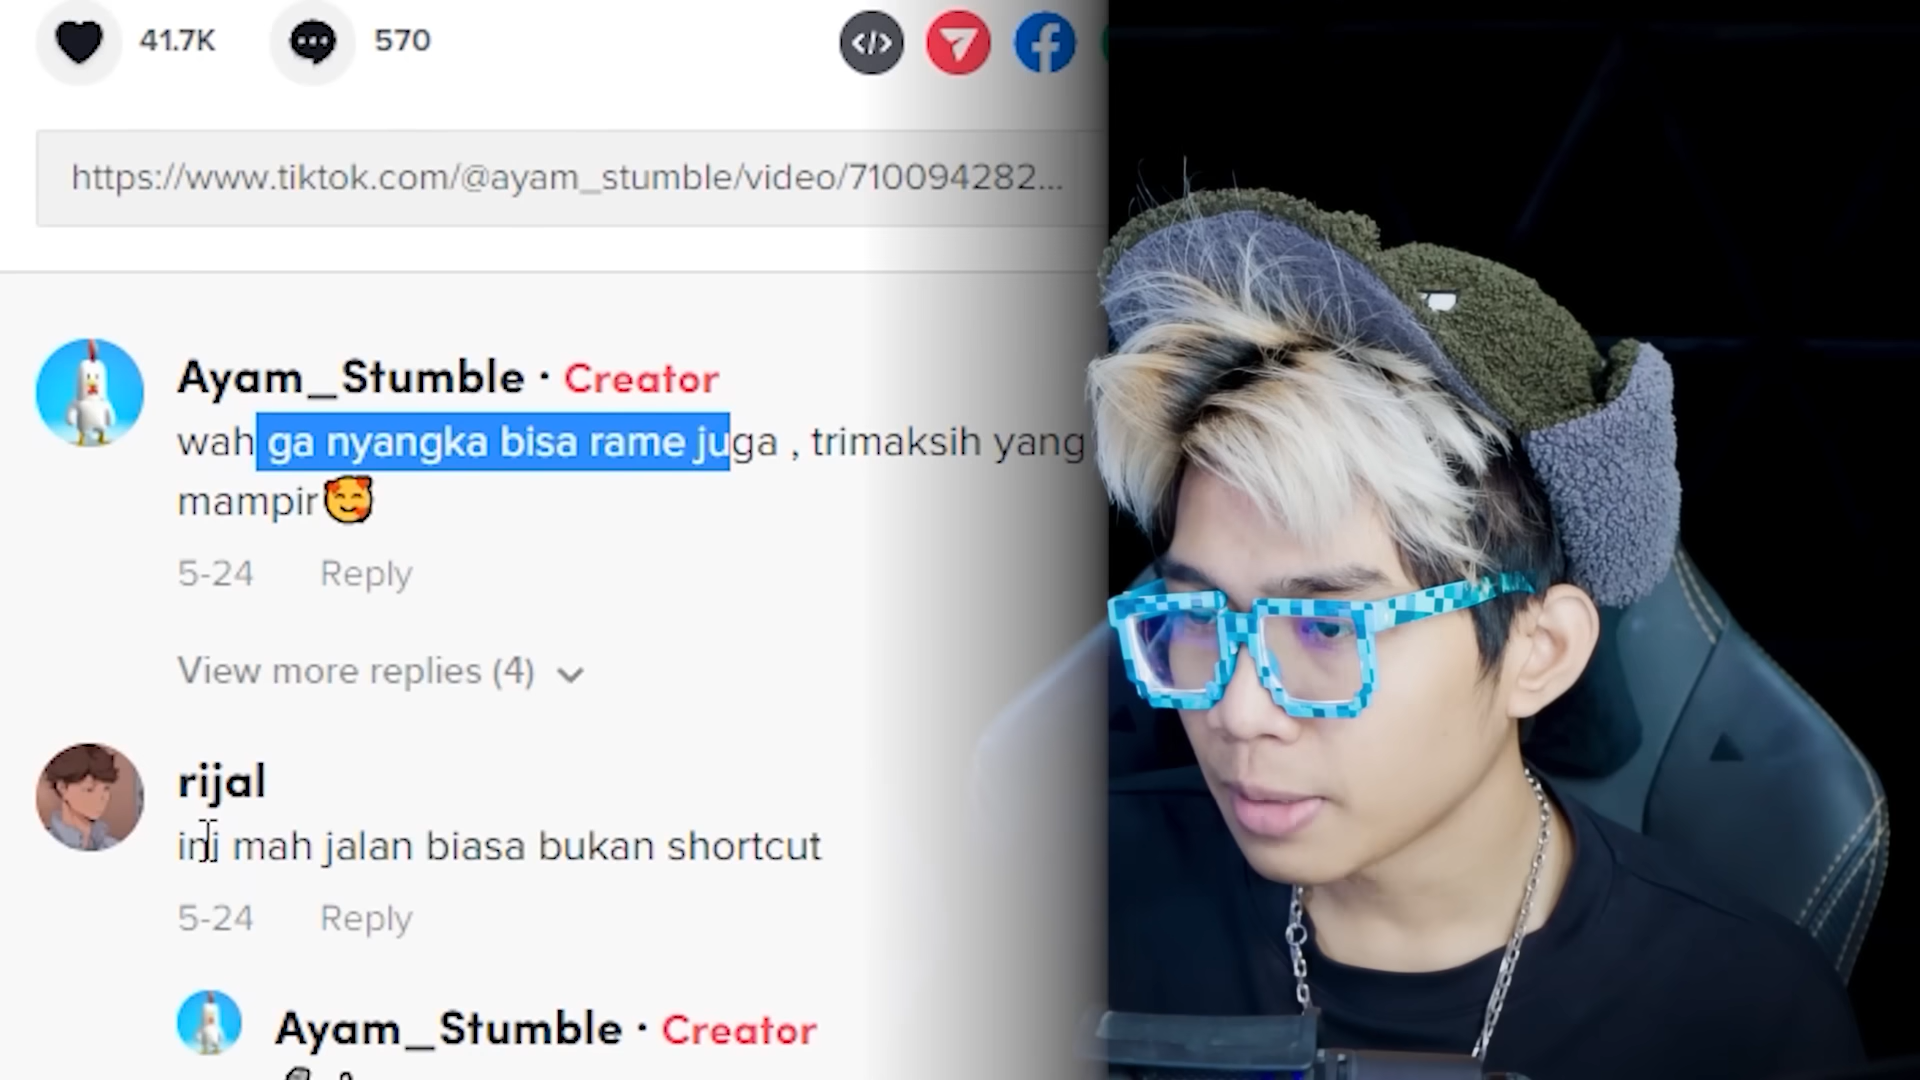 41.7K 570
https://www.tiktok.com/@ayam_stumble/video/710094282...
Ayam_Stumble · Creator
wah ga nyangka bisa rame juga , trimaksih yang
mampir🥰
5-24 Reply
View more replies (4)
rijal
ini mah jalan biasa bukan shortcut
5-24 Reply
Ayam_Stumble · Creator